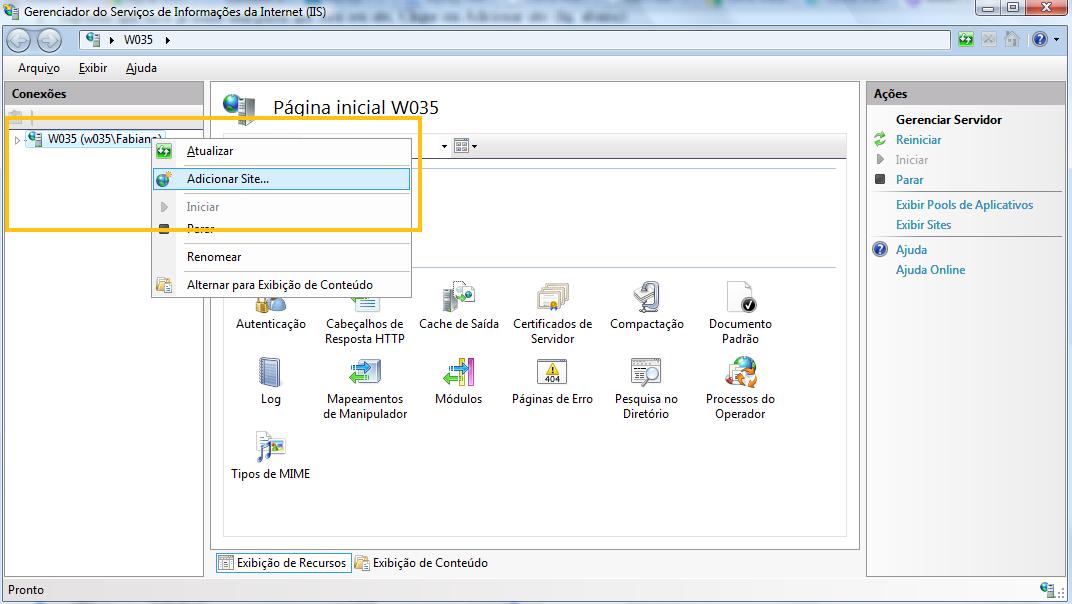 Gerenciador do Serviços de Informações da Internet (IIS)
W035
Arquivo Exibir Ajuda
Conexões
W035 (w035\Fabiano)
Atualizar
Adicionar Site...
Iniciar
Parar
Renomear
Alternar para Exibição de Conteúdo
Página inicial W035
Autenticação
Cabeçalhos de
Resposta HTTP
Cache de Saída
Certificados de
Servidor
Compactação
Documento
Padrão
Log
Mapeamentos
de Manipulador
Módulos
404
Páginas de Erro
Pesquisa no
Diretório
Processos do
Operador
Tipos de MIME
Exibição de Recursos
Exibição de Conteúdo
Ações
Gerenciar Servidor
Reiniciar
Iniciar
Parar
Exibir Pools de Aplicativos
Exibir Sites
Ajuda
Ajuda Online
Pronto